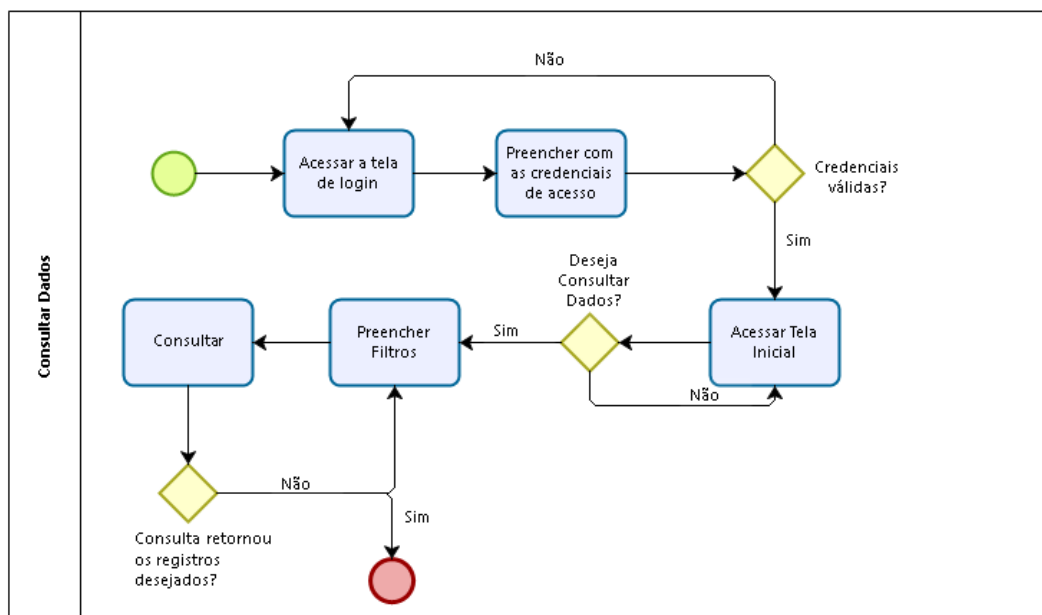 Consultar Dados
Não
Acessar a tela
de login
Preencher com
as credenciais
de acesso
Credenciais
válidas?
Sim
Deseja
Consultar
Dados?
Acessar Tela
Inicial
Não
Sim
Preencher
Filtros
Consultar
Não
Sim
Consulta retornou
os registros
desejados?